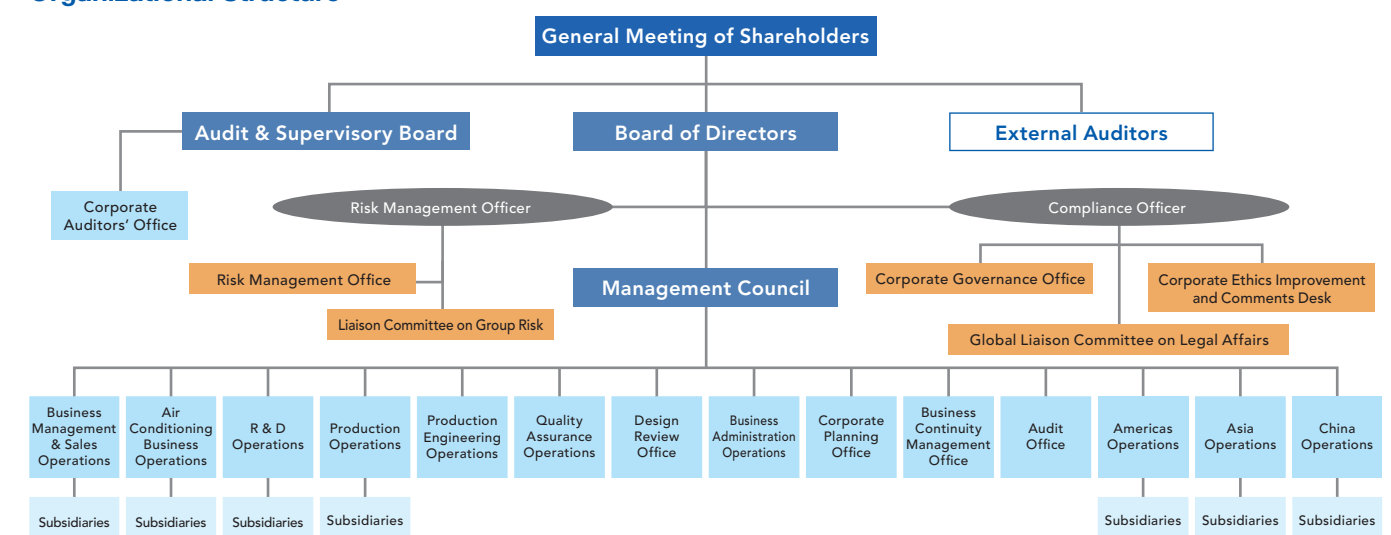 General Meeting of Shareholders
Audit & Supervisory Board
Board of Directors
External Auditors
Corporate
Auditors’ Office
Risk Management Officer
Compliance Officer
Risk Management Office
Liaison Committee on Group Risk
Management Council
Corporate Governance Office
Corporate Ethics Improvement
and Comments Desk
Global Liaison Committee on Legal Affairs
Business
Management
& Sales
Operations
Air
Conditioning
Business
Operations
R & D
Operations
Production
Operations
Production
Engineering
Operations
Quality
Assurance
Operations
Design
Review
Office
Business
Administration
Operations
Corporate
Planning
Office
Business
Continuity
Management
Office
Audit
Office
Americas
Operations
Asia
Operations
China
Operations
Subsidiaries
Subsidiaries
Subsidiaries
Subsidiaries
Subsidiaries
Subsidiaries
Subsidiaries